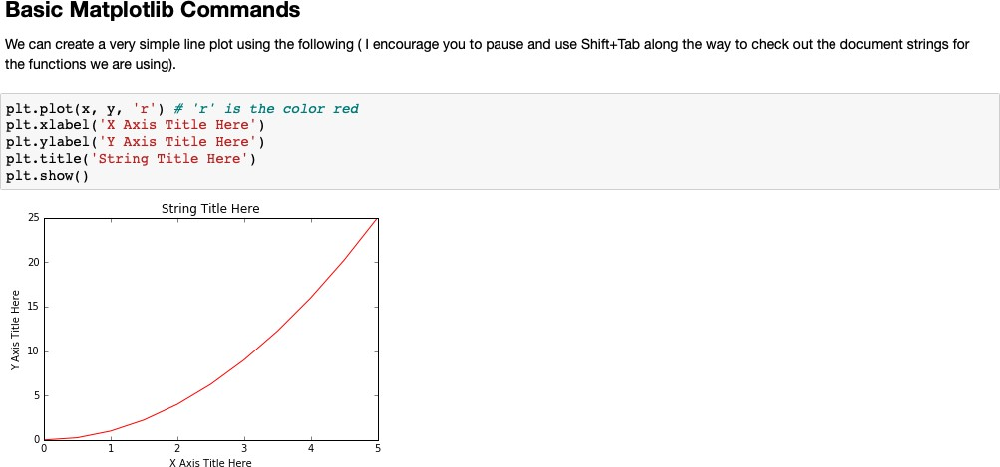 Basic Matplotlib Commands
We can create a very simple line plot using the following ( I encourage you to pause and use Shift+Tab along the way to check out the document strings for
the functions we are using).
plt.plot(x, y, 'r') # 'r' is the color red
plt.xlabel('X Axis Title Here')
plt.ylabel('Y Axis Title Here')
plt.title('String Title Here')
plt.show()
String Title Here
25
20
15
10
5
0
Y Axis Title Here
0 1 2 3 4 5
X Axis Title Here